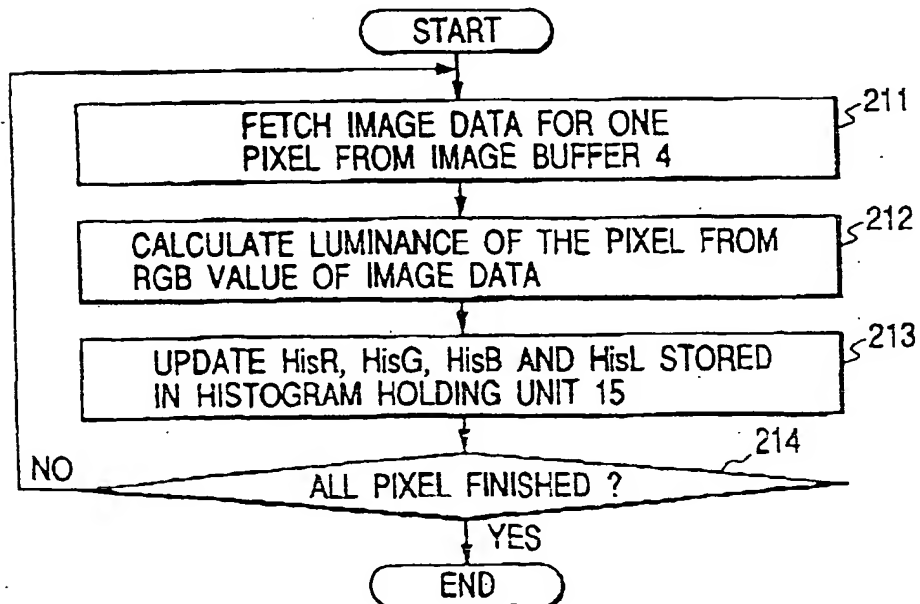 START
FETCH IMAGE DATA FOR ONE
PIXEL FROM IMAGE BUFFER 4
211
CALCULATE LUMINANCE OF THE PIXEL FROM
RGB VALUE OF IMAGE DATA
212
UPDATE HisR, HisG, HisB AND HisL STORED
IN HISTOGRAM HOLDING UNIT 15
213
214
NO
ALL PIXEL FINISHED ?
YES
END